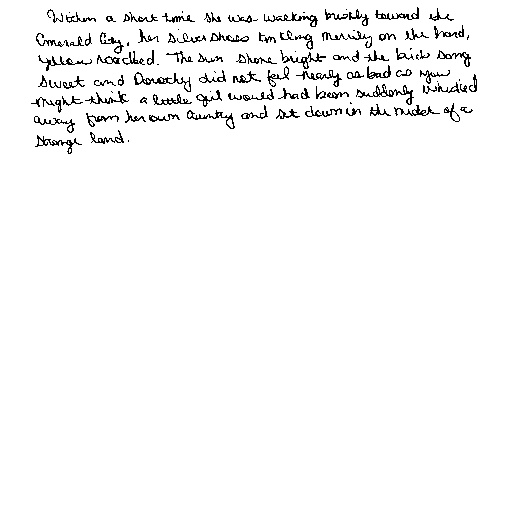 Within a short time she was walking briskly toward the
Emerald City, her silver shoes tinkling merrily on the hard,
yellow roadbed. The sun shone bright and the birds song
sweet and Dorothy did not feel nearly as bad as you
might think a little girl would had been suddenly whisked
away from her own country and set down in the midst of a
strange land.